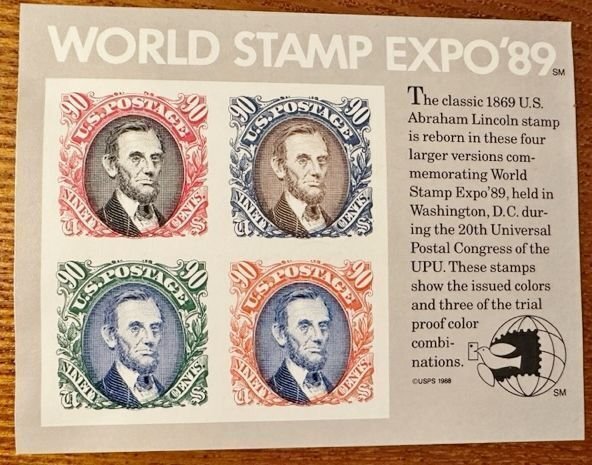 WORLD STAMP EXPO'89
SM
90 U.S. POSTAGE 90
NINETY CENTS.
U S
90 U.S. POSTAGE 90
NINETY CENTS.
U S
90 U.S. POSTAGE 90
NINETY CENTS.
U S
90 U.S. POSTAGE 90
NINETY CENTS.
U S
The classic 1869 U.S.
Abraham Lincoln stamp
is reborn in these four
larger versions com-
memorating World
Stamp Expo'89, held in
Washington, D.C. dur-
ing the 20th Universal
Postal Congress of the
UPU. These stamps
show the issued colors
and three of the trial
proof color
combi-
nations.
©USPS 1988
SM